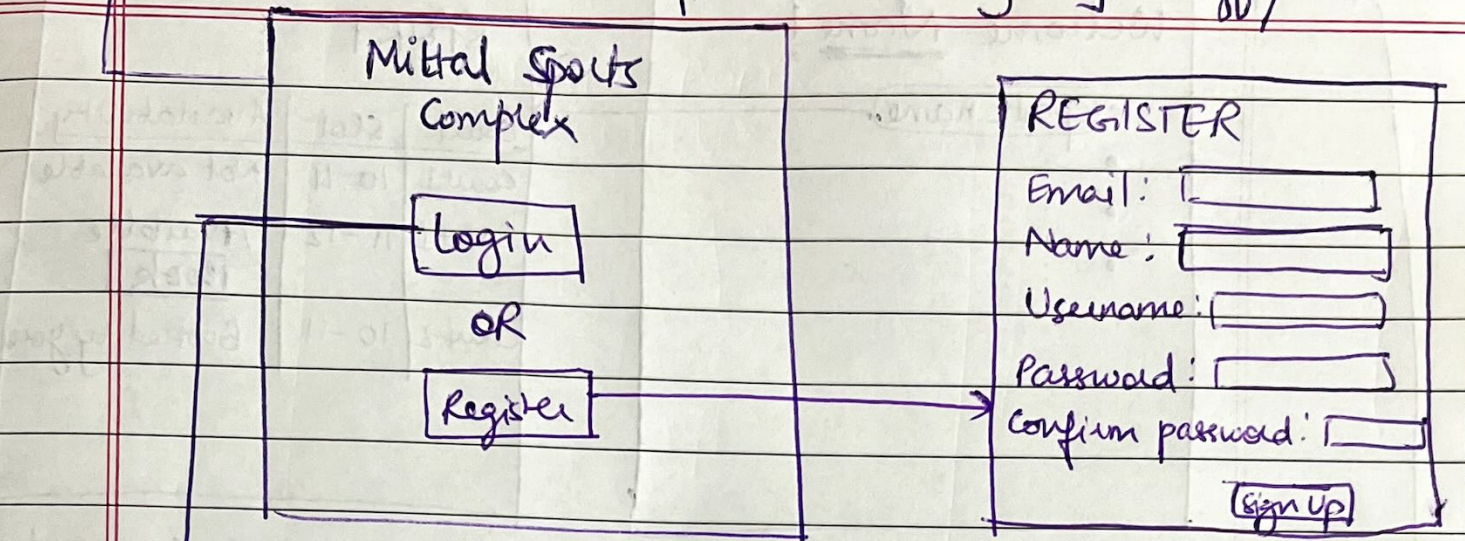 Mittal Sports
Complex
Login
OR
Register
REGISTER
Email:
Name:
Username:
Password:
Confirm password:
Sign Up